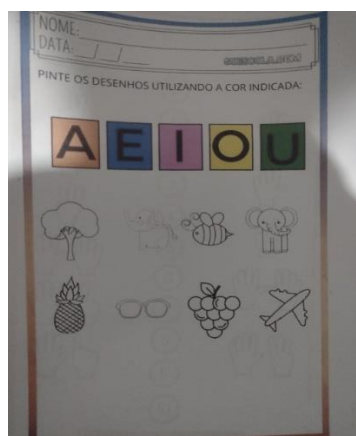 NOME:
DATA:
PINTE OS DESENHOS UTILIZANDO A COR INDICADA:
A E I O U